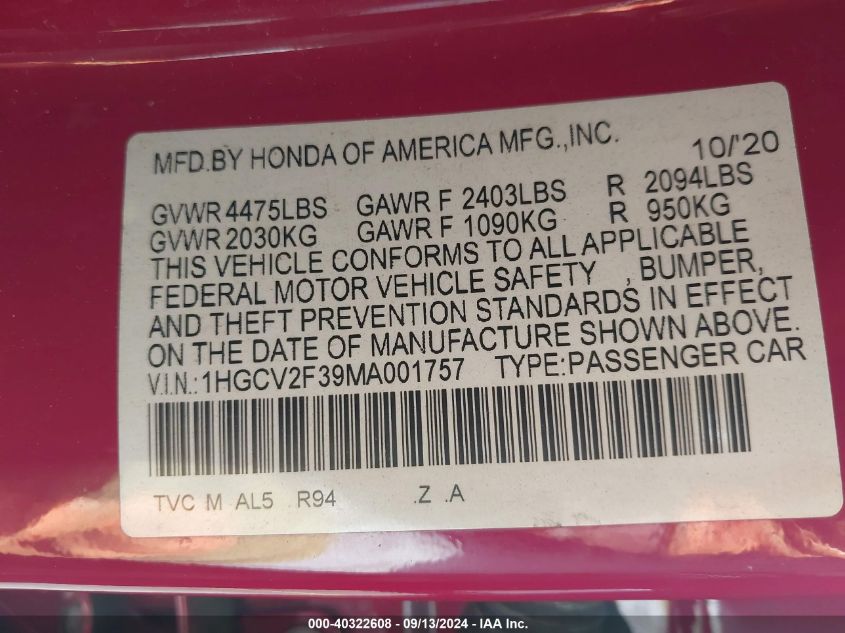 MFD.BY HONDA OF AMERICA MFG.,INC. 10/'20
GVWR 4475LBS GAWR F 2403LBS R 2094LBS
GVWR 2030KG GAWR F 1090KG R 950KG
THIS VEHICLE CONFORMS TO ALL APPLICABLE
FEDERAL MOTOR VEHICLE SAFETY , BUMPER,
AND THEFT PREVENTION STANDARDS IN EFFECT
ON THE DATE OF MANUFACTURE SHOWN ABOVE.
V.I.N.:1HGCV2F39MA001757 TYPE:PASSENGER CAR
TVC M AL5 R94 .Z .A
000-40322608 - 09/13/2024 - IAA Inc.